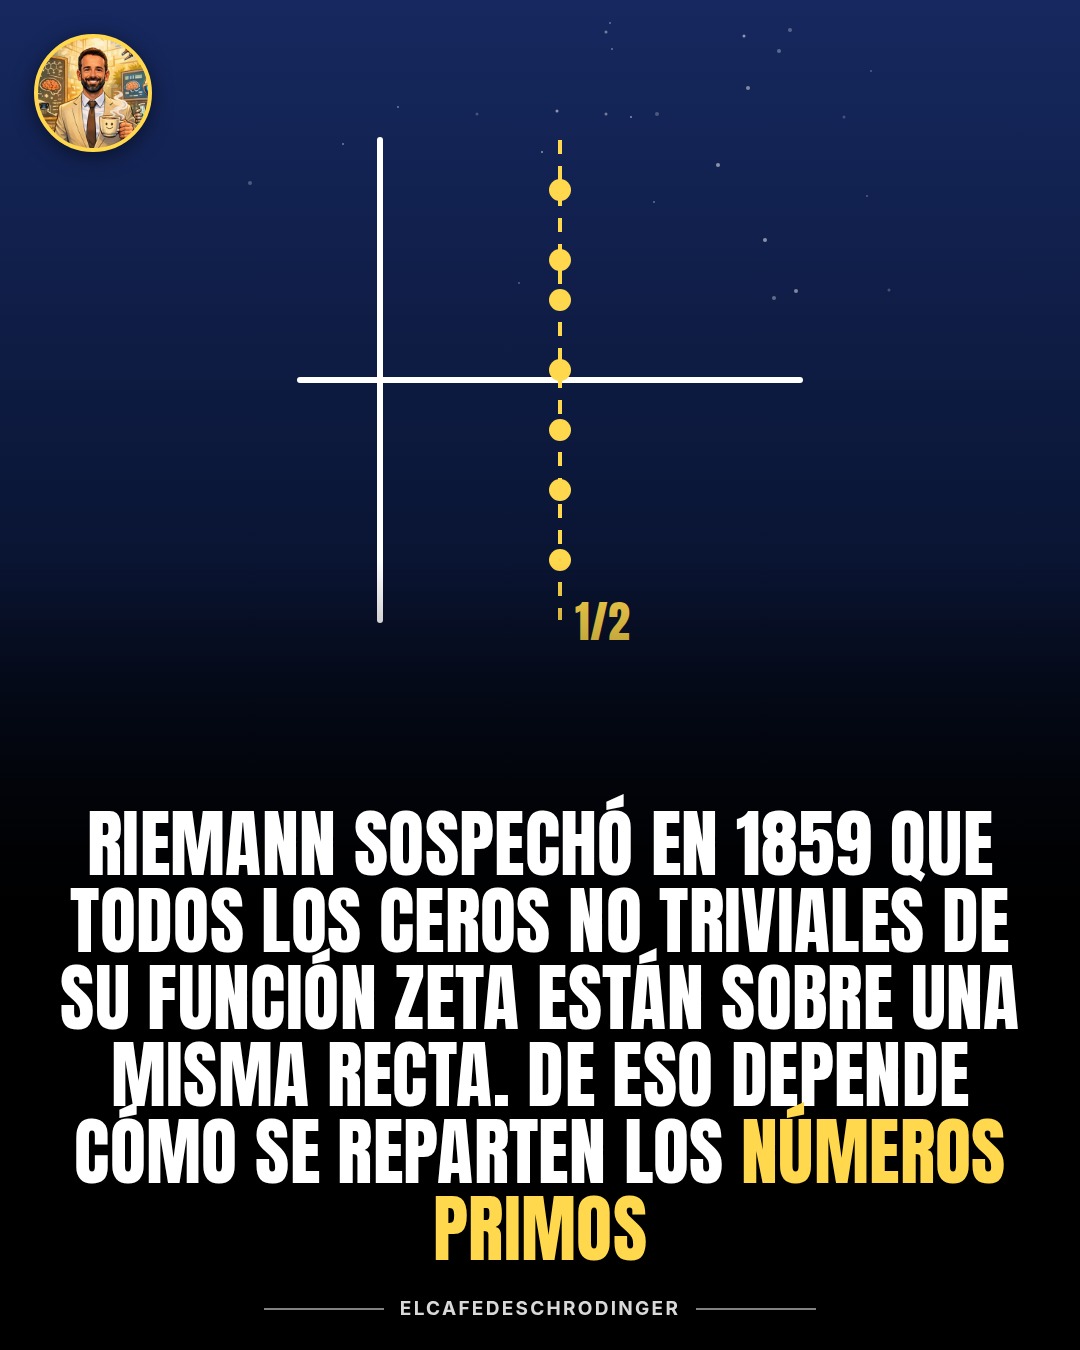 1/2
RIEMANN SOSPECHÓ EN 1859 QUE
TODOS LOS CEROS NO TRIVIALES DE
SU FUNCIÓN ZETA ESTÁN SOBRE UNA
MISMA RECTA. DE ESO DEPENDE
CÓMO SE REPARTEN LOS NÚMEROS
PRIMOS
ELCAFEDESCHRODINGER